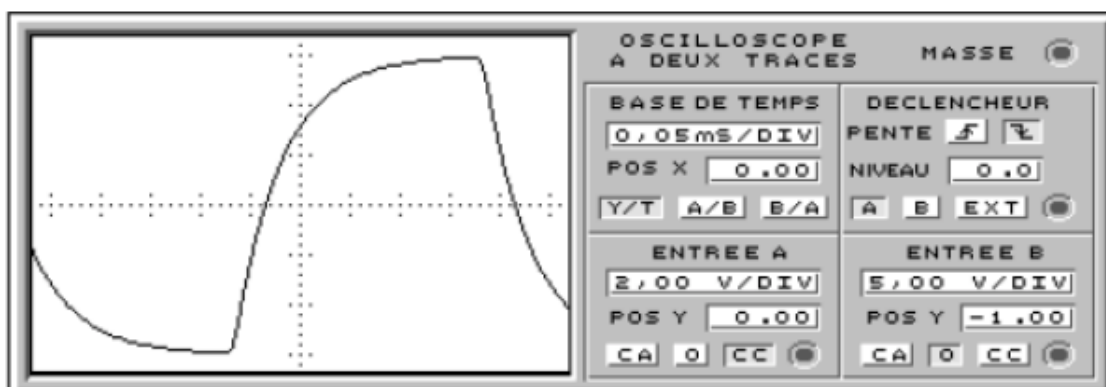 OSCILLOSCOPE
A DEUX TRACES
MASSE
BASE DE TEMPS
0,05mS/DIV
POS X 0.00
Y/T A/B B/A
DECLENCHEUR
PENTE
NIVEAU 0.0
A B EXT
ENTREE A
2,00 V/DIV
POS Y 0.00
CA 0 CC
ENTREE B
5,00 V/DIV
POS Y -1.00
CA 0 CC